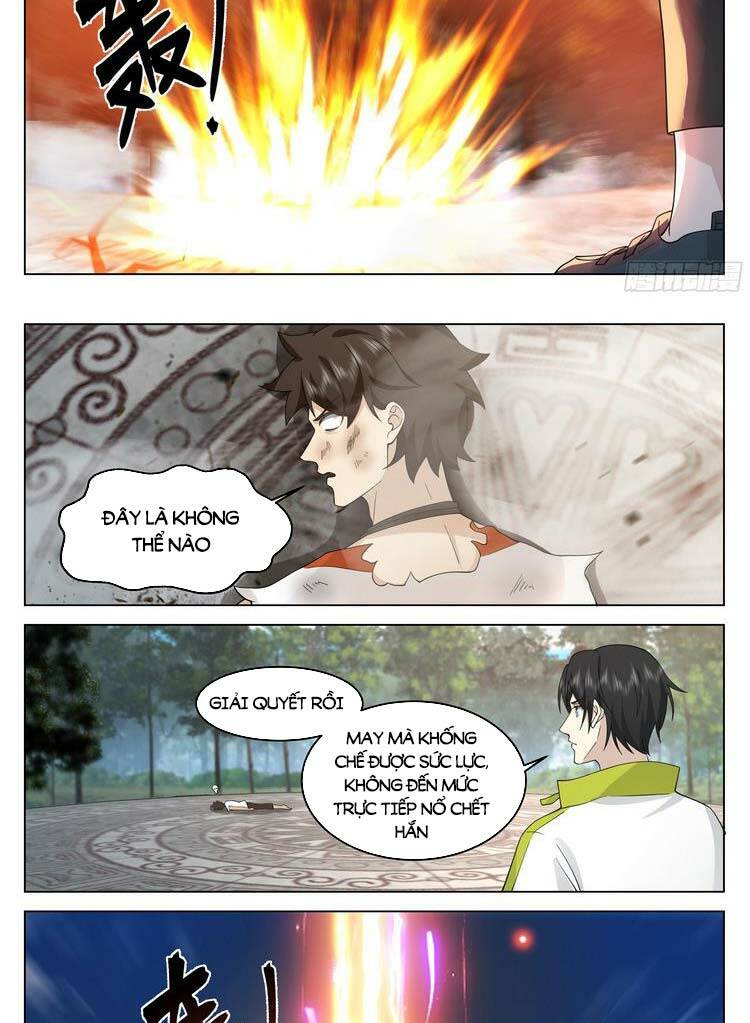 轰!
ĐÂY LÀ KHÔNG
THỂ NÀO
GIẢI QUYẾT RỒI
MAY MÀ KHỐNG
CHẾ ĐƯỢC SỨC LỰC,
KHÔNG ĐẾN MỨC
TRỰC TIẾP NỔ CHẾT
HẮN